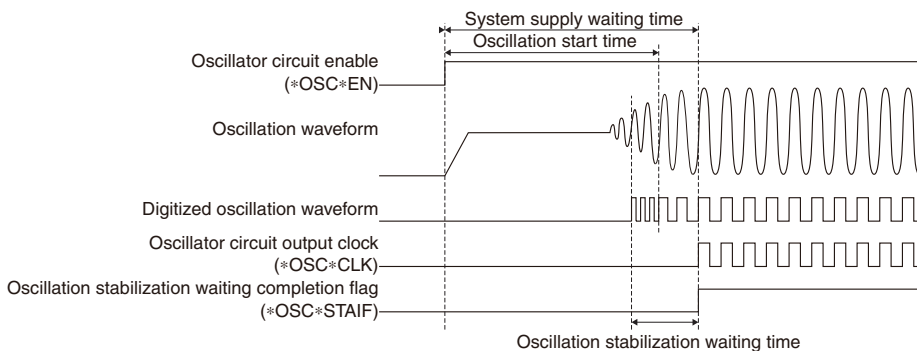 System supply waiting time
Oscillation start time
Oscillator circuit enable
(*OSC*EN)
Oscillation waveform
Digitized oscillation waveform
Oscillator circuit output clock
(*OSC*CLK)
Oscillation stabilization waiting completion flag
(*OSC*STAIF)
Oscillation stabilization waiting time